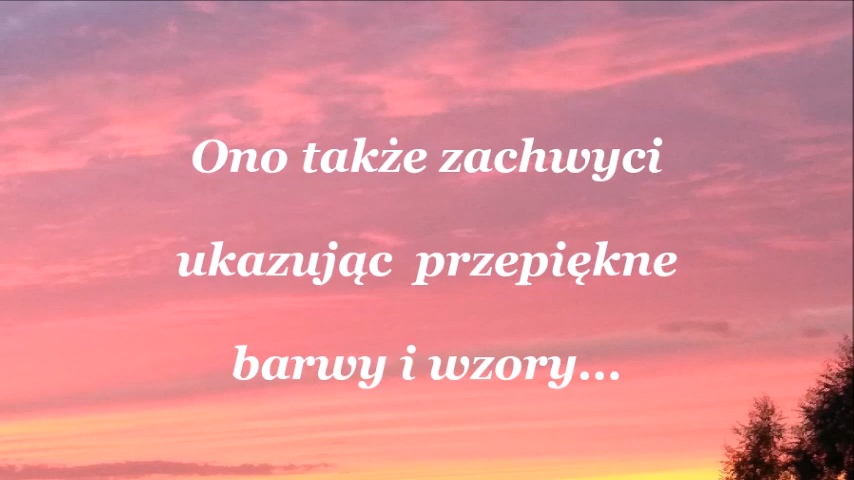 Ono także zachwyci
ukazując przepiękne
barwy i wzory...